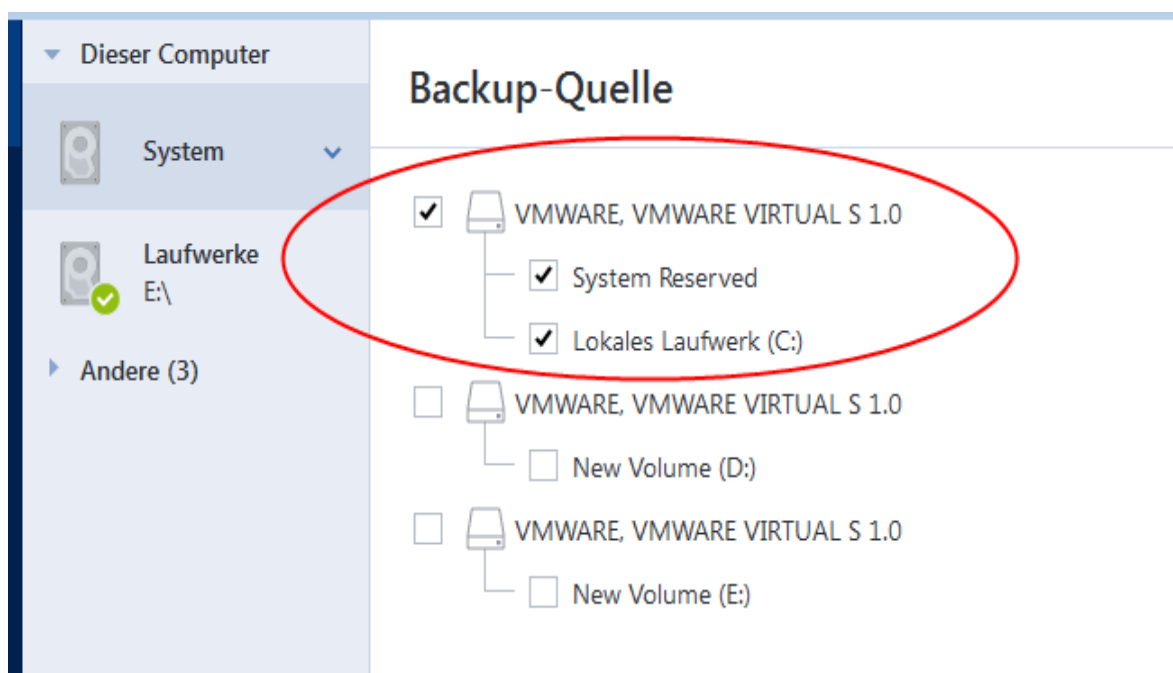 Dieser Computer
System
Laufwerke
E:\
Andere (3)
Backup-Quelle
VMWARE, VMWARE VIRTUAL S 1.0
System Reserved
Lokales Laufwerk (C:)
VMWARE, VMWARE VIRTUAL S 1.0
New Volume (D:)
VMWARE, VMWARE VIRTUAL S 1.0
New Volume (E:)